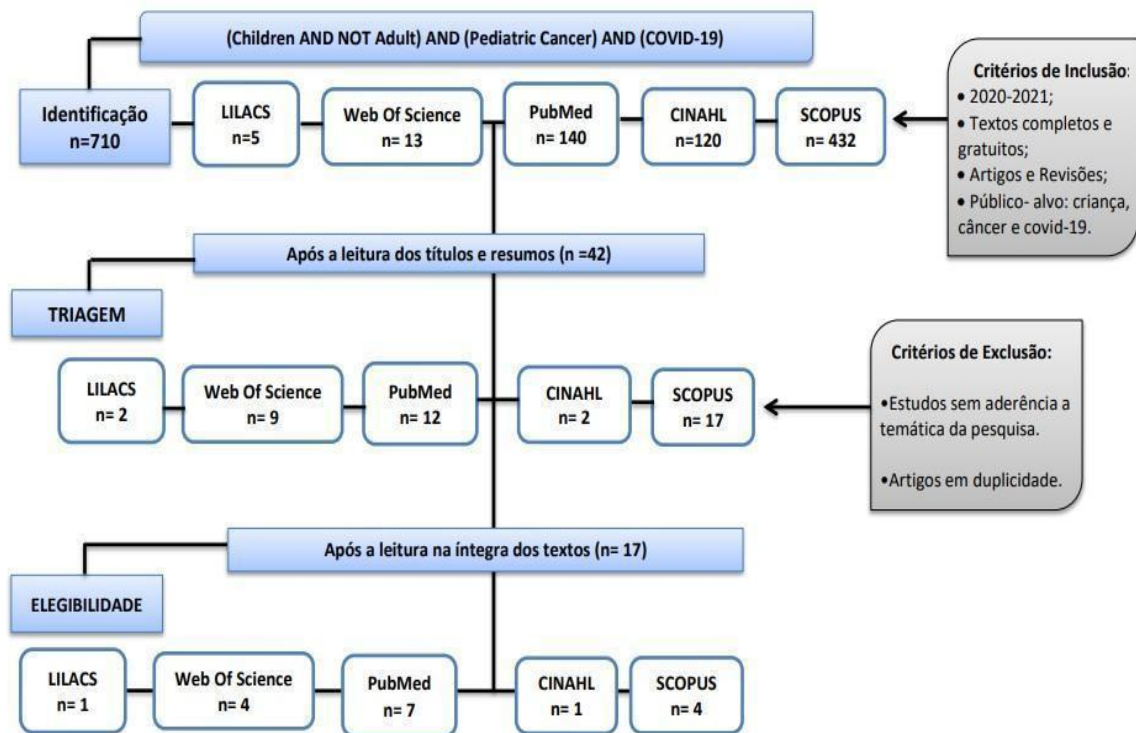 (Children AND NOT Adult) AND (Pediatric Cancer) AND (COVID-19)
Identificação
n=710
LILACS
n=5
Web Of Science
n= 13
PubMed
n= 140
CINAHL
n=120
SCOPUS
n= 432
Critérios de Inclusão:
• 2020-2021;
• Textos completos e
gratuitos;
• Artigos e Revisões;
• Público- alvo: criança,
câncer e covid-19.
Após a leitura dos títulos e resumos (n =42)
TRIAGEM
LILACS
n= 2
Web Of Science
n= 9
PubMed
n= 12
CINAHL
n= 2
SCOPUS
n= 17
Critérios de Exclusão:
•Estudos sem aderência a
temática da pesquisa.
•Artigos em duplicidade.
Após a leitura na íntegra dos textos (n= 17)
ELEGIBILIDADE
LILACS
n= 1
Web Of Science
n= 4
PubMed
n= 7
CINAHL
n= 1
SCOPUS
n= 4